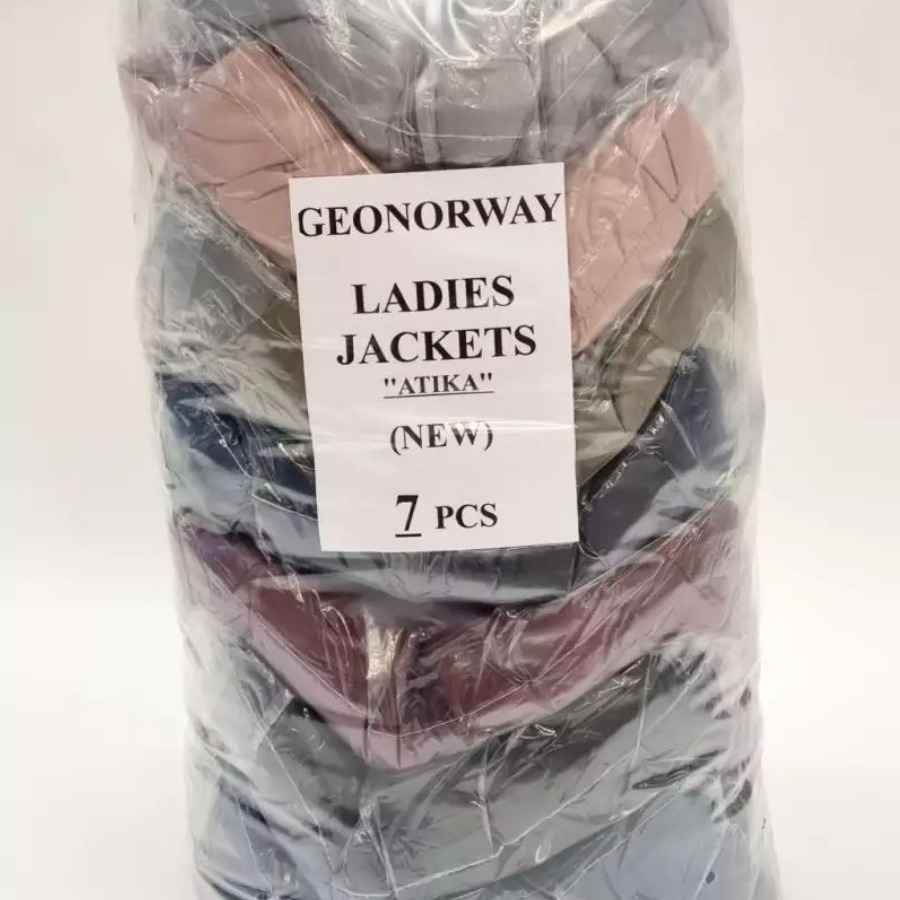 GEONORWAY
LADIES
JACKETS
"ATIKA"
(NEW)
7 PCS